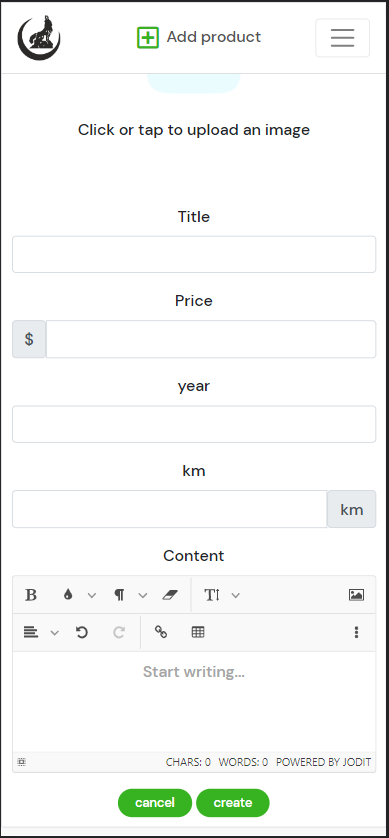 Add product
Click or tap to upload an image
Title
Price
$
year
km
km
Content
Start writing...
CHARS: 0 WORDS: 0 POWERED BY JODIT
cancel create